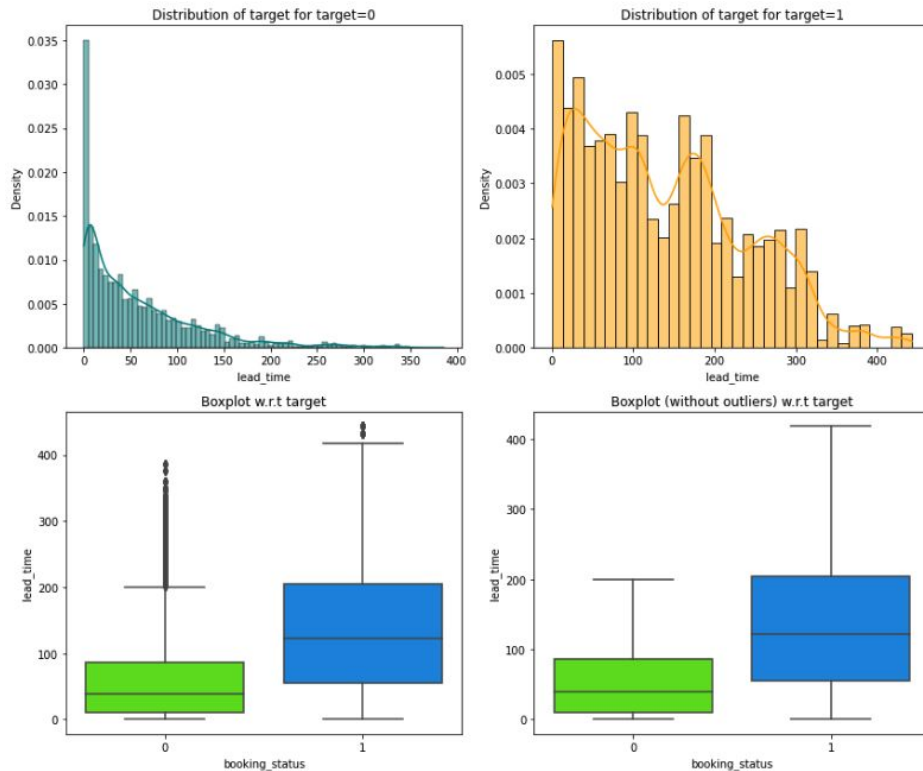 Distribution of target for target=0
0.035
0.030
0.025
0.020
0.015
0.010
0.005
0.000
Density
0 50 100 150 200 250 300 350 400
lead_time
Distribution of target for target=1
0.005
0.004
0.003
0.002
0.001
0.000
Density
0 100 200 300 400
lead_time
Boxplot w.r.t target
400
300
200
100
0
lead_time
0 1
booking_status
Boxplot (without outliers) w.r.t target
400
300
200
100
0
lead_time
0 1
booking_status